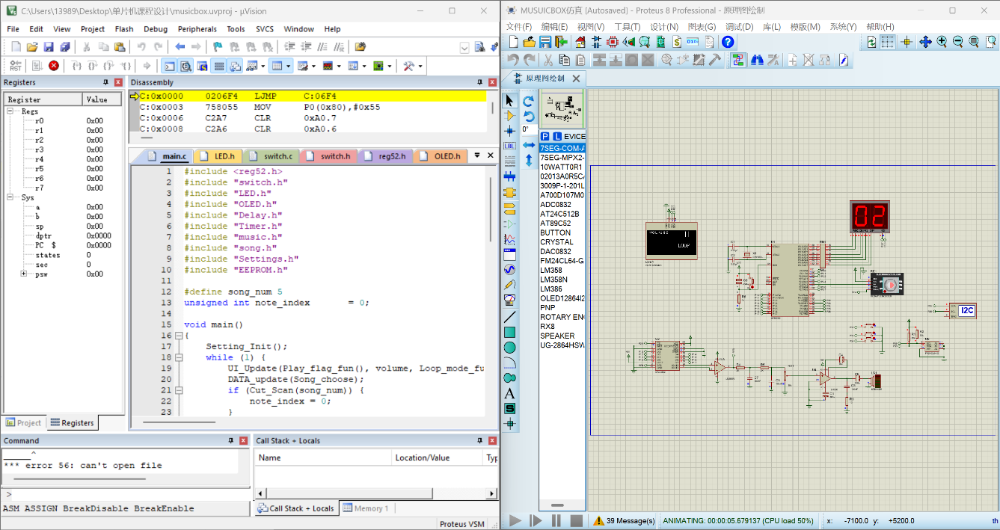 C:\Users\13989\Desktop\单片机课程设计\musicbox.uvproj - µVision
File Edit View Project Flash Debug Peripherals Tools SVCS Window Help
Registers
Register Value
Regs
r0 0x00
r1 0x00
r2 0x00
r3 0x00
r4 0x00
r5 0x00
r6 0x00
r7 0x00
Sys
a 0x00
b 0x00
sp 0x00
dptr 0x0000
PC $ 0x0000
states 0
sec 0
psw 0x00
Project Registers
Disassembly
C:0x0000 0206F4 LJMP C:06F4
C:0x0003 758055 MOV P0(0x80),#0x55
C:0x0006 C2A7 CLR 0xA0.7
C:0x0008 C2A6 CLR 0xA0.6
main.c LED.h switch.c switch.h reg52.h OLED.h
1 #include <reg52.h>
2 #include "switch.h"
3 #include "LED.h"
4 #include "OLED.h"
5 #include "Delay.h"
6 #include "Timer.h"
7 #include "music.h"
8 #include "song.h"
9 #include "Settings.h"
10 #include "EEPROM.h"
11
12 #define song_num 5
13 unsigned int note_index = 0;
14
15 void main()
16 {
17 Setting_Init();
18 while (1) {
19 UI_Update(Play_flag_fun(), volume, Loop_mode_fu
20 DATA_update(Song_choose);
21 if (Cut_Scan(song_num)) {
22 note_index = 0;
23 }
Command
^
*** error 56: can't open file
>
ASM ASSIGN BreakDisable BreakEnable
Call Stack + Locals
Name Location/Value Typ
Call Stack + Locals Memory 1
Proteus VSM
MUSUICBOX仿真 [Autosaved] - Proteus 8 Professional - 原理图绘制
文件(F) 编辑(E) 视图(V) 工具(T) 设计(N) 图表(G) 调试(D) 库(L) 模版(M) 系统(Y) 帮助(H)
原理图绘制
0°
LBL
A
S
P L EVICE
7SEG-COM-A
7SEG-MPX2-
10WATT0R1
02013A0R5CA
3009P-1-201L
A700D107M0
ADC0832
AT24C512B
AT89C52
BUTTON
CRYSTAL
DAC0832
FM24CL64-G
LM358
LM358N
LM386
OLED12864I2
PNP
ROTARY ENC
RX8
SPEAKER
UG-2864HSW
02
LOOP
I2C
39 Message(s) ANIMATING: 00:00:05.679137 (CPU load 50%) x: -7100.0 y: +5200.0 th